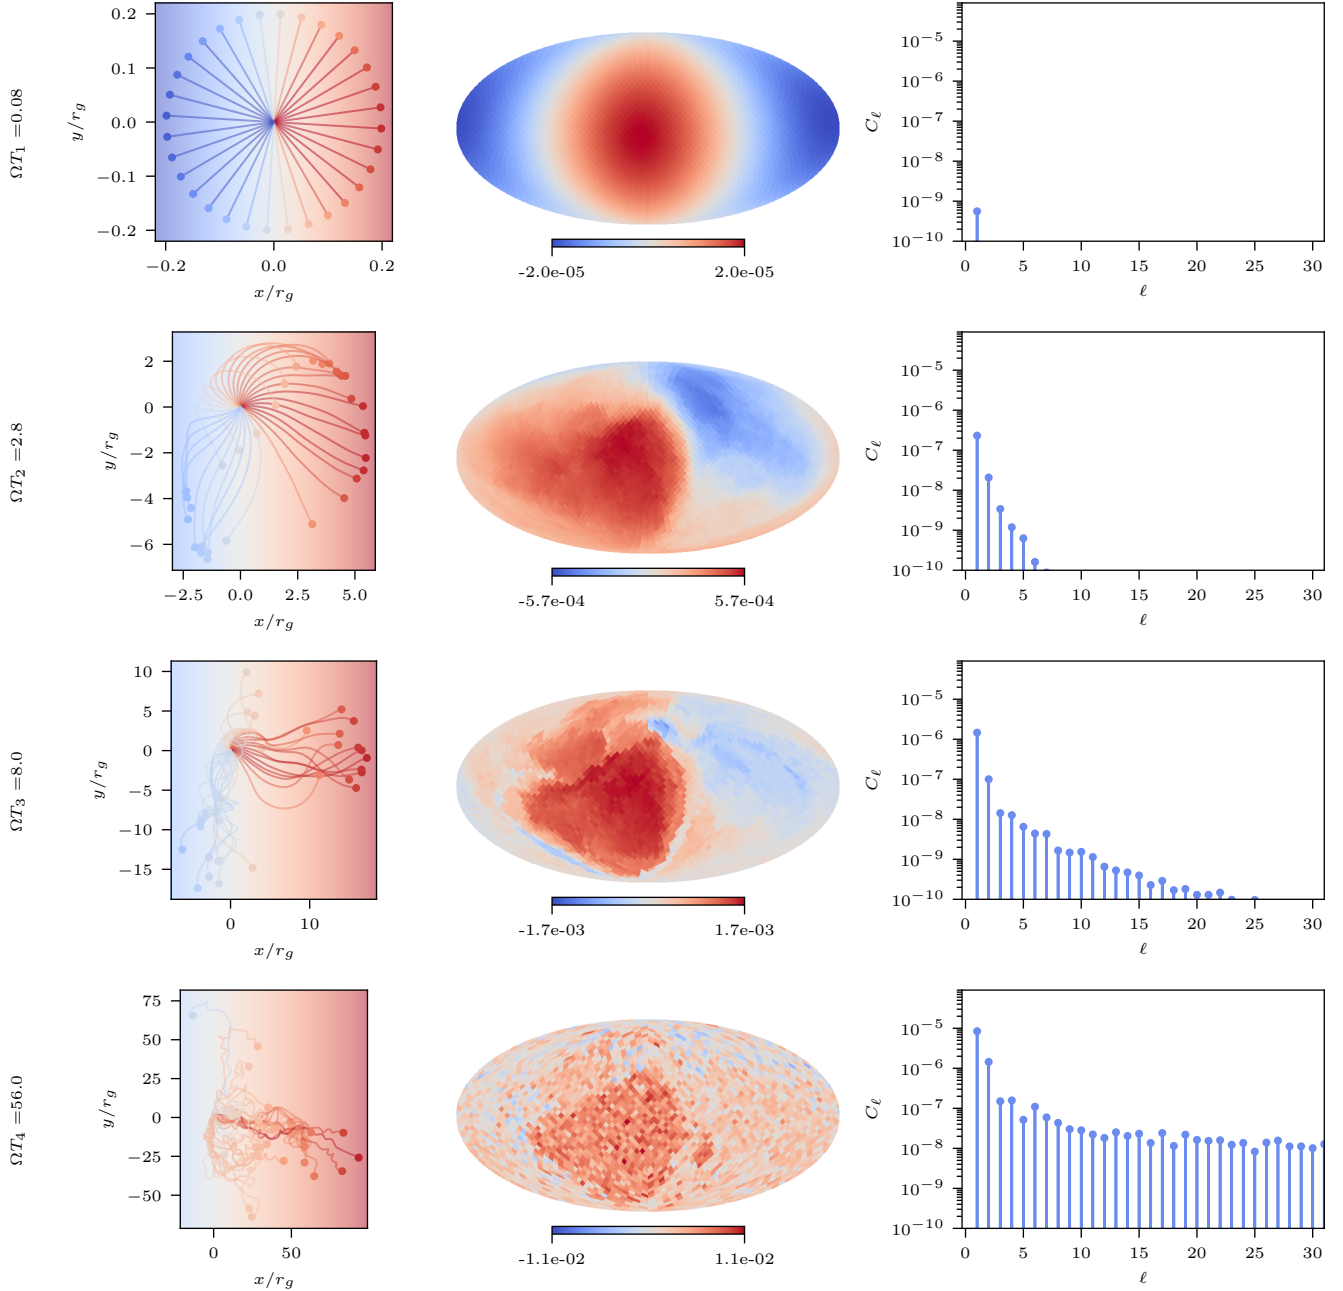 ΩT₁ =0.08
y/r_g
0.2
0.1
0.0
−0.1
−0.2
−0.2 0.0 0.2
x/r_g
-2.0e-05 2.0e-05
C_ℓ
10⁻⁵
10⁻⁶
10⁻⁷
10⁻⁸
10⁻⁹
10⁻¹⁰
0 5 10 15 20 25 30
ℓ
ΩT₂ =2.8
y/r_g
2
0
−2
−4
−6
−2.5 0.0 2.5 5.0
x/r_g
-5.7e-04 5.7e-04
C_ℓ
10⁻⁵
10⁻⁶
10⁻⁷
10⁻⁸
10⁻⁹
10⁻¹⁰
0 5 10 15 20 25 30
ℓ
ΩT₃ =8.0
y/r_g
10
5
0
−5
−10
−15
0 10
x/r_g
-1.7e-03 1.7e-03
C_ℓ
10⁻⁵
10⁻⁶
10⁻⁷
10⁻⁸
10⁻⁹
10⁻¹⁰
0 5 10 15 20 25 30
ℓ
ΩT₄ =56.0
y/r_g
75
50
25
0
−25
−50
0 50
x/r_g
-1.1e-02 1.1e-02
C_ℓ
10⁻⁵
10⁻⁶
10⁻⁷
10⁻⁸
10⁻⁹
10⁻¹⁰
0 5 10 15 20 25 30
ℓ